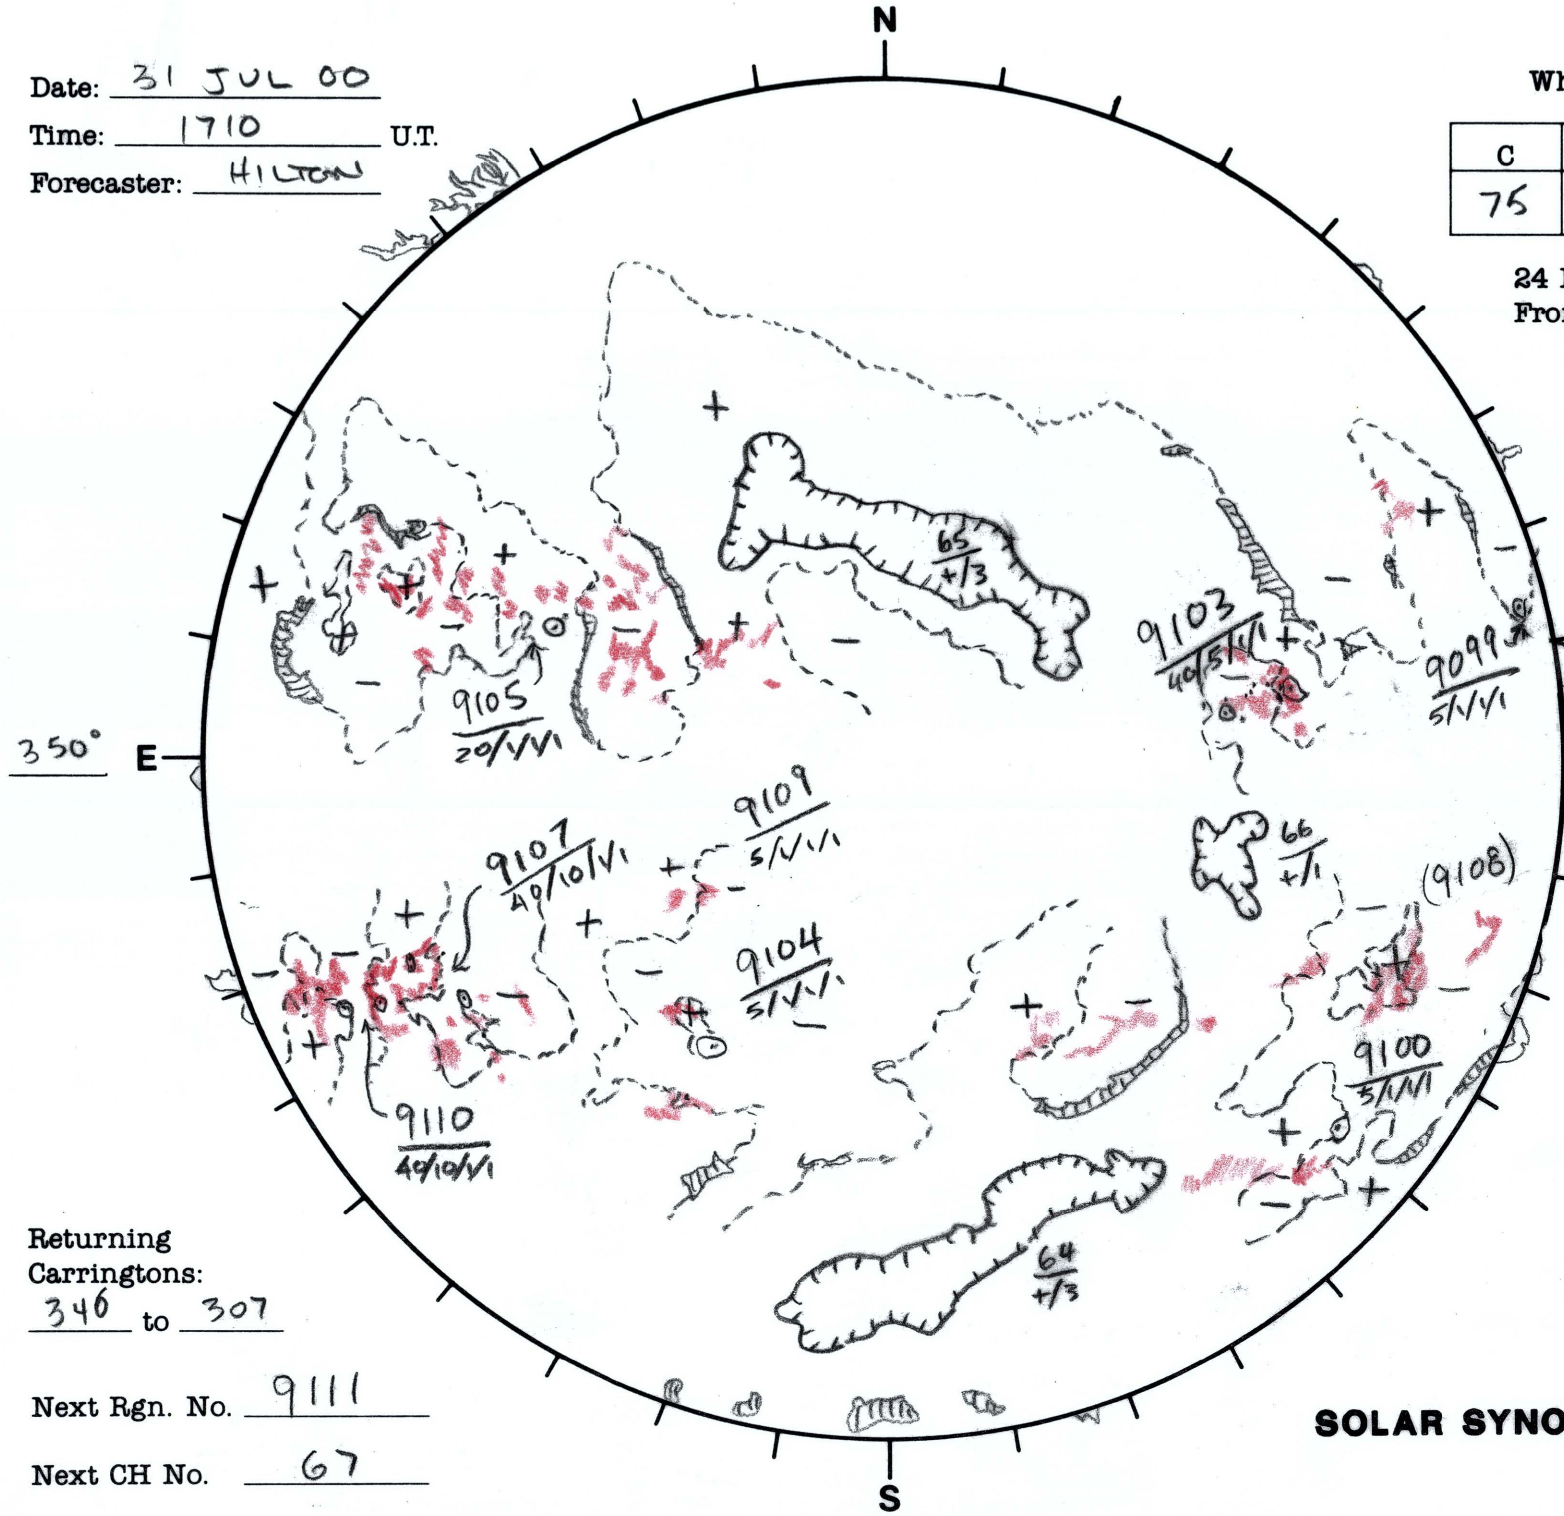 N
Date: 31 JUL 00
Time: 1710 U.T.
Forecaster: HILTON
Wh
C
75
24
Fro
+
65
+/3
9103
40/5/1/1
9099
5/1/1/1
9105
20/1/1/1
350° E
9109
5/1/1/1
66
+/1
9107
40/10/1/1
(9108)
9104
5/1/1/1
9100
5/1/1/1
9110
40/10/1/1
64
+/3
Returning
Carringtons:
346 to 307
Next Rgn. No. 9111
SOLAR SYNO
Next CH No. 67
S